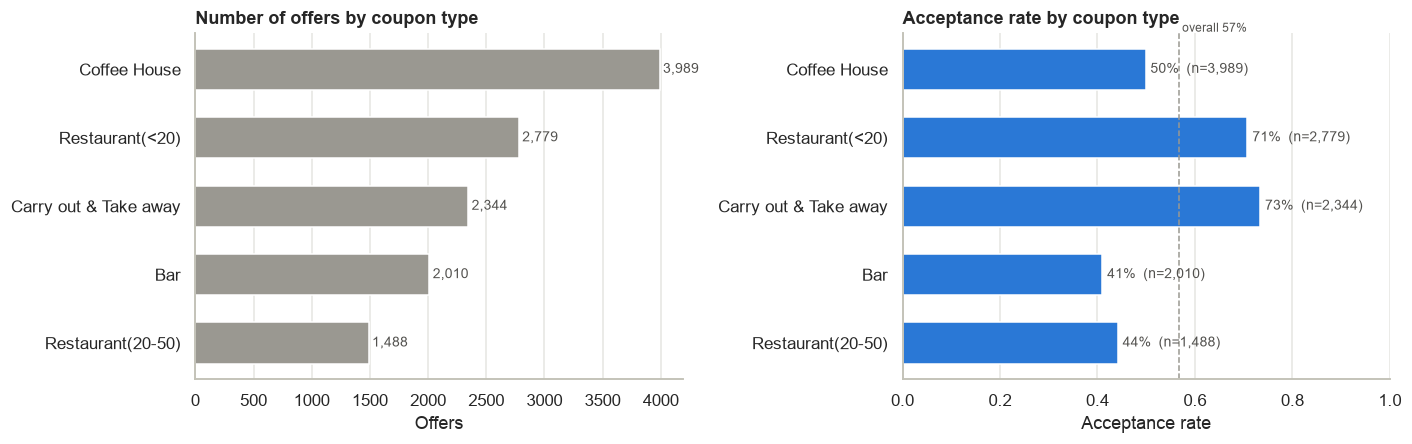 Number of offers by coupon type
Coffee House
3,989
Restaurant(<20)
2,779
Carry out & Take away
2,344
Bar
2,010
Restaurant(20-50)
1,488
0 500 1000 1500 2000 2500 3000 3500 4000
Offers
Acceptance rate by coupon type
overall 57%
Coffee House
50% (n=3,989)
Restaurant(<20)
71% (n=2,779)
Carry out & Take away
73% (n=2,344)
Bar
41% (n=2,010)
Restaurant(20-50)
44% (n=1,488)
0.0 0.2 0.4 0.6 0.8 1.0
Acceptance rate